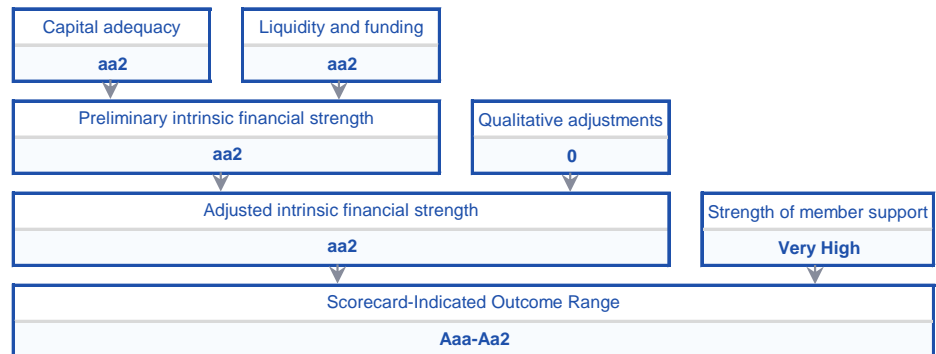 Capital adequacy
aa2
Liquidity and funding
aa2
Preliminary intrinsic financial strength
aa2
Qualitative adjustments
0
Adjusted intrinsic financial strength
aa2
Strength of member support
Very High
Scorecard-Indicated Outcome Range
Aaa-Aa2